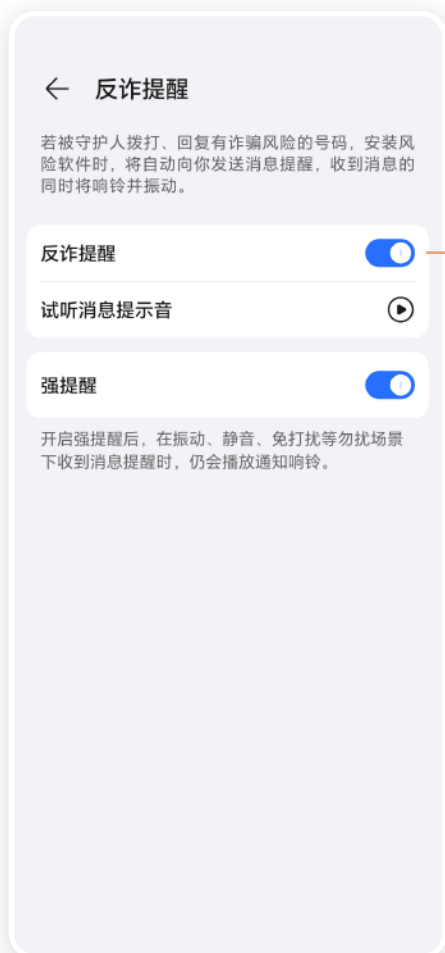 反诈提醒
若被守护人拨打、回复有诈骗风险的号码，安装风
险软件时，将自动向你发送消息提醒，收到消息的
同时将响铃并振动。
反诈提醒
试听消息提示音
强提醒
开启强提醒后，在振动、静音、免打扰等勿扰场景
下收到消息提醒时，仍会播放通知响铃。